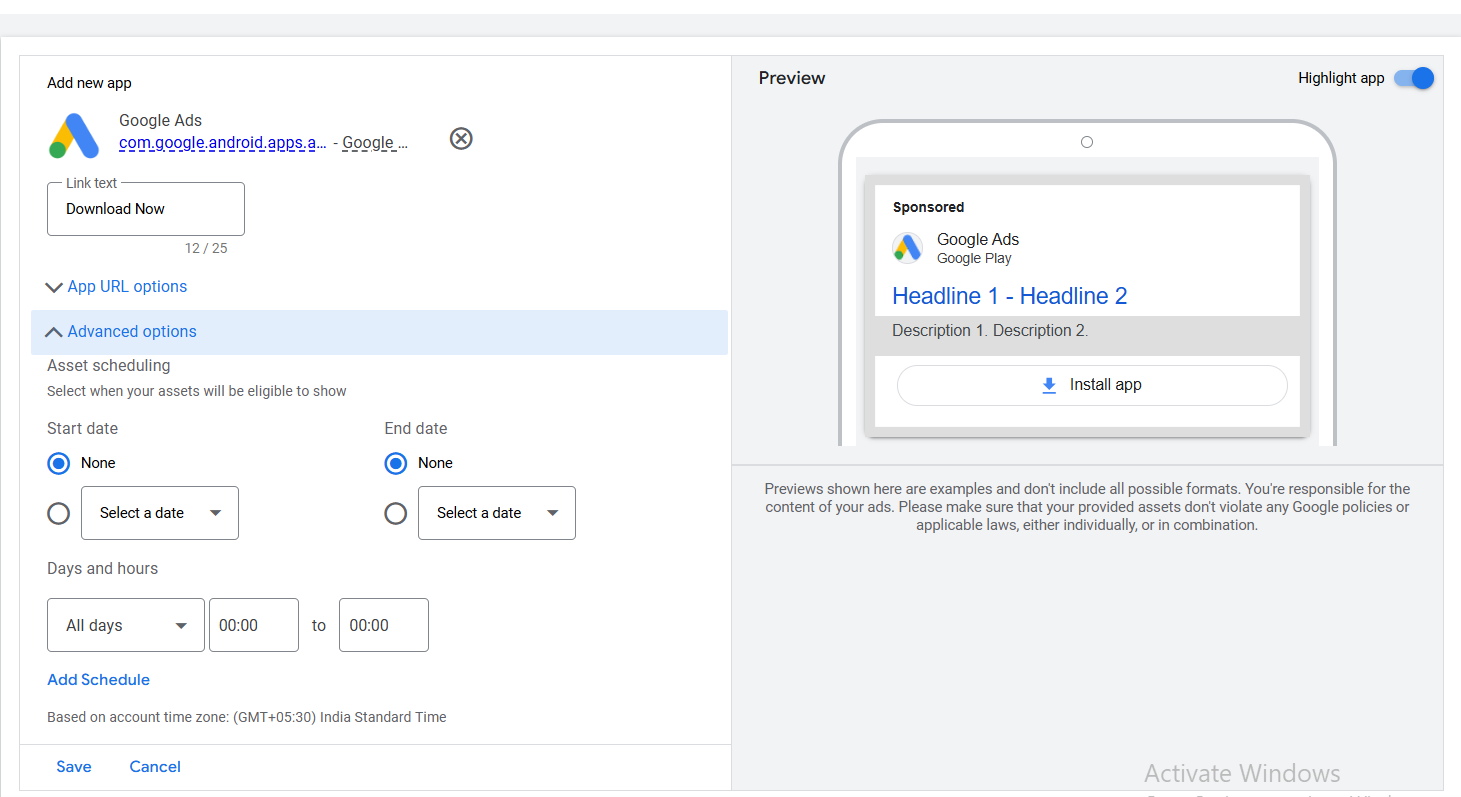 Add new app
Google Ads
com.google.android.apps.a... - Google ...
Link text
Download Now
12 / 25
App URL options
Advanced options
Asset scheduling
Select when your assets will be eligible to show
Start date
End date
None
None
Select a date
Select a date
Days and hours
All days
00:00
to
00:00
Add Schedule
Based on account time zone: (GMT+05:30) India Standard Time
Save
Cancel
Preview
Highlight app
Sponsored
Google Ads
Google Play
Headline 1 - Headline 2
Description 1. Description 2.
Install app
Previews shown here are examples and don't include all possible formats. You're responsible for the
content of your ads. Please make sure that your provided assets don't violate any Google policies or
applicable laws, either individually, or in combination.
Activate Windows